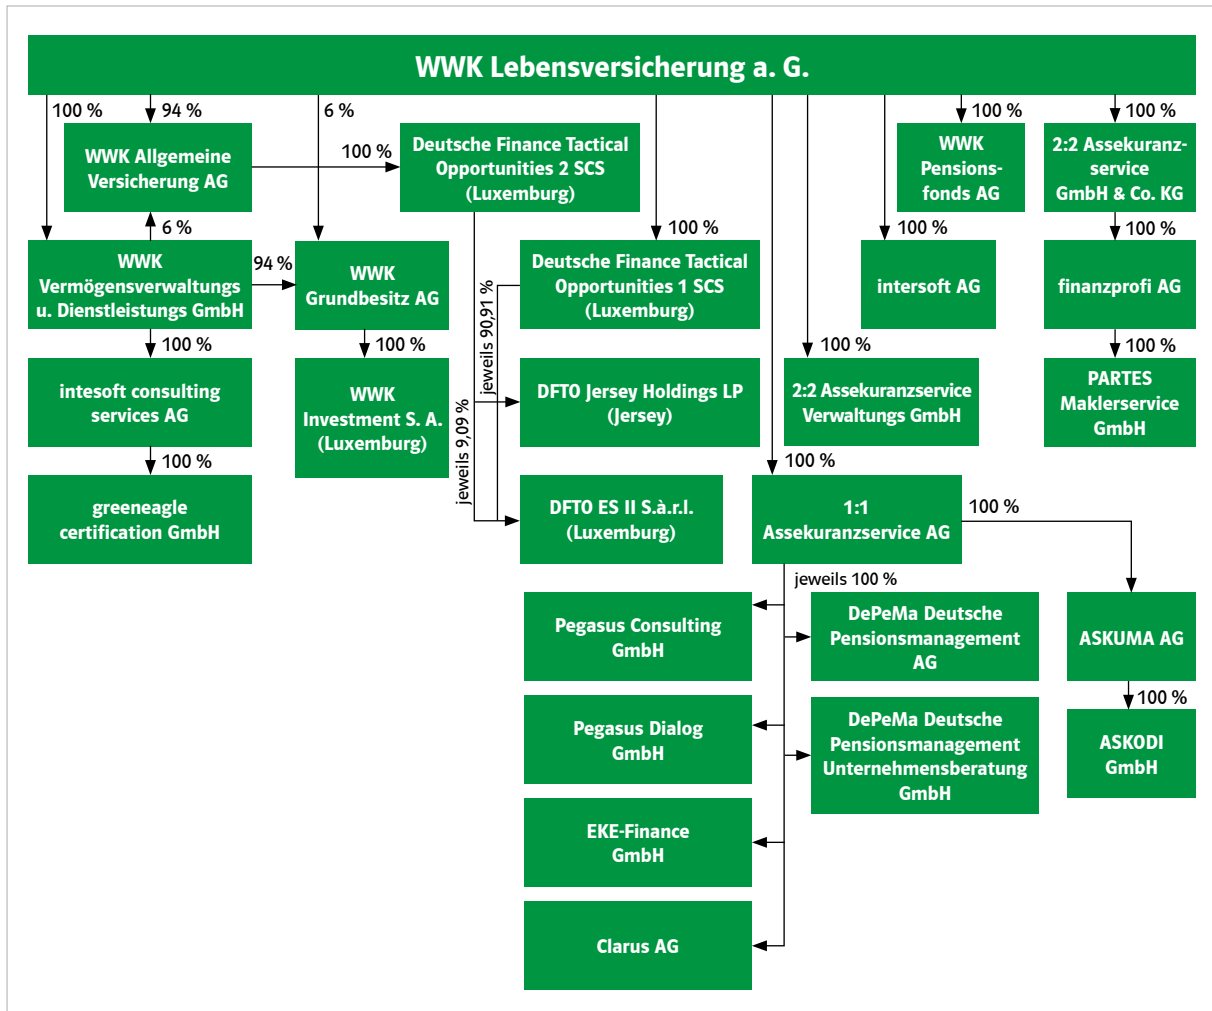 WWK Lebensversicherung a. G.
100 %
94 %
6 %
100 %
100 %
WWK Allgemeine
Versicherung AG
100 %
Deutsche Finance Tactical
Opportunities 2 SCS
(Luxemburg)
WWK
Pensions-
fonds AG
2:2 Assekuranz-
service
GmbH & Co. KG
6 %
100 %
100 %
100 %
WWK
Vermögensverwaltungs
u. Dienstleistungs GmbH
94 %
WWK
Grundbesitz AG
Deutsche Finance Tactical
Opportunities 1 SCS
(Luxemburg)
intersoft AG
finanzprofi AG
jeweils 90,91 %
jeweils 9,09 %
100 %
100 %
100 %
100 %
intesoft consulting
services AG
WWK
Investment S. A.
(Luxemburg)
DFTO Jersey Holdings LP
(Jersey)
2:2 Assekuranzservice
Verwaltungs GmbH
PARTES
Maklerservice
GmbH
100 %
100 %
greeneagle
certification GmbH
DFTO ES II S.à.r.l.
(Luxemburg)
1:1
Assekuranzservice AG
100 %
jeweils 100 %
Pegasus Consulting
GmbH
DePeMa Deutsche
Pensionsmanagement
AG
ASKUMA AG
100 %
Pegasus Dialog
GmbH
DePeMa Deutsche
Pensionsmanagement
Unternehmensberatung
GmbH
ASKODI
GmbH
EKE-Finance
GmbH
Clarus AG